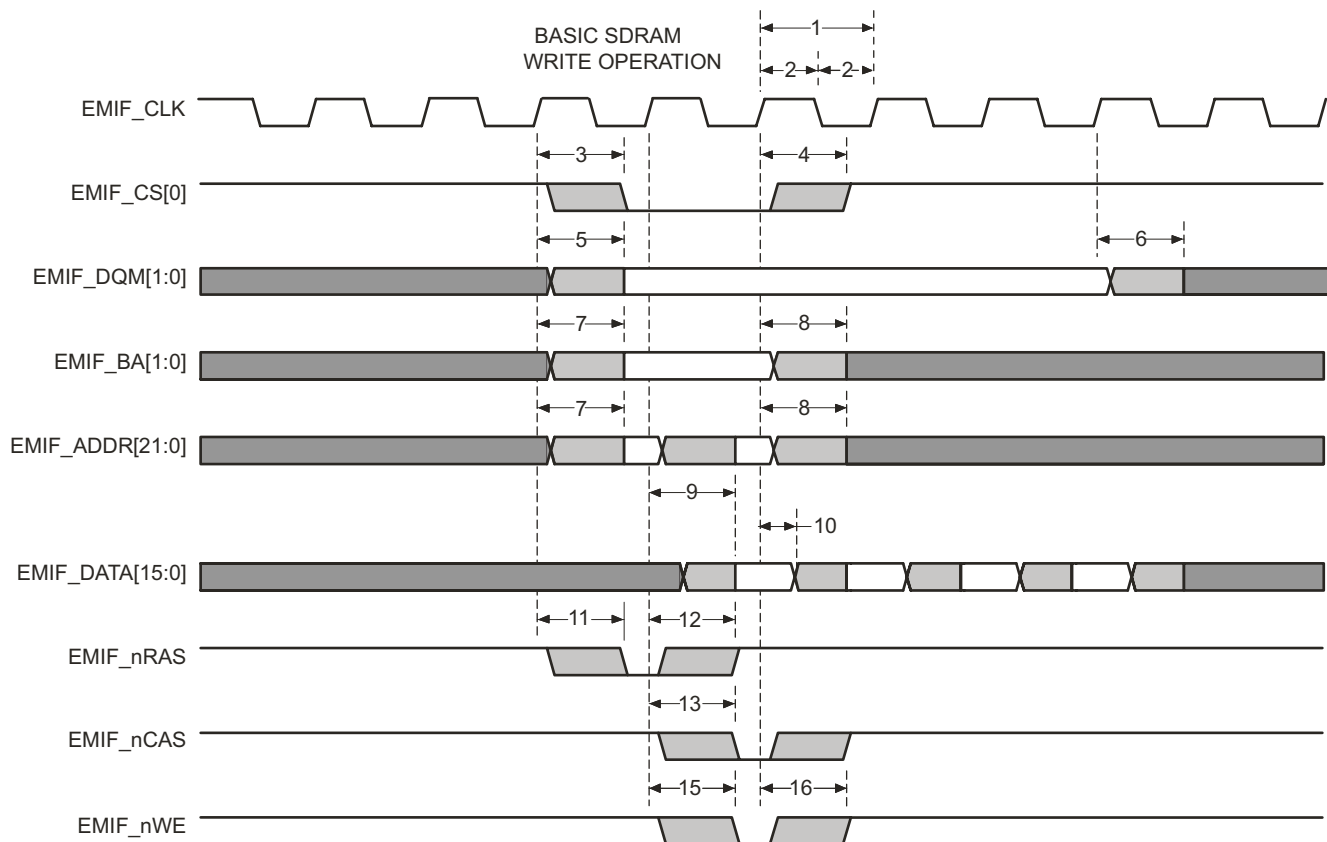 BASIC SDRAM
WRITE OPERATION
1
2 2
EMIF_CLK
3 4
EMIF_CS[0]
5 6
EMIF_DQM[1:0]
7 8
EMIF_BA[1:0]
7 8
EMIF_ADDR[21:0]
9
10
EMIF_DATA[15:0]
11 12
EMIF_nRAS
13
EMIF_nCAS
15 16
EMIF_nWE